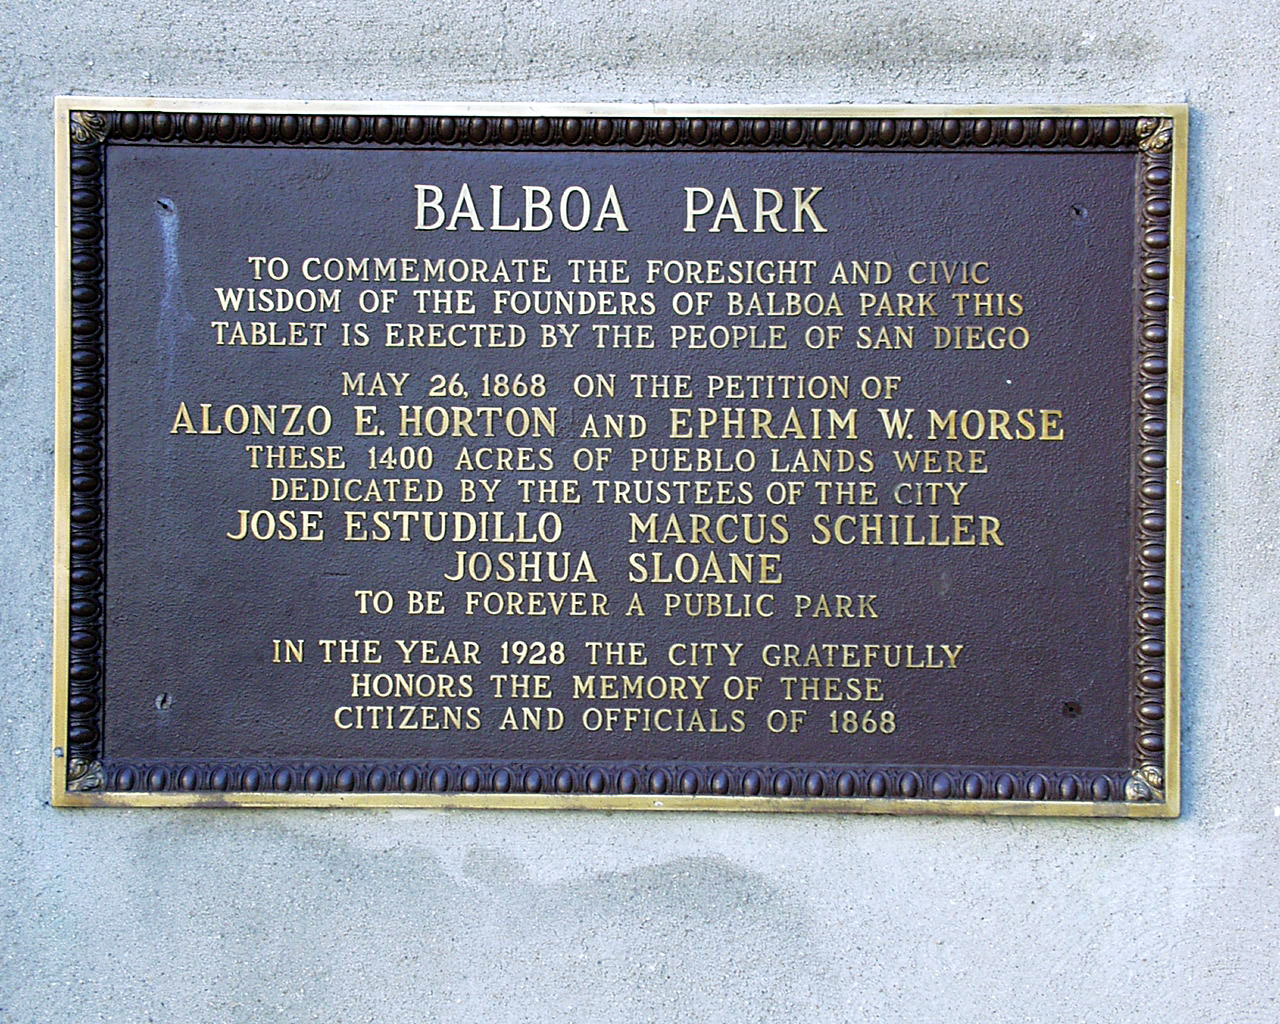 BALBOA PARK
TO COMMEMORATE THE FORESIGHT AND CIVIC
WISDOM OF THE FOUNDERS OF BALBOA PARK THIS
TABLET IS ERECTED BY THE PEOPLE OF SAN DIEGO
MAY 26, 1868 ON THE PETITION OF
ALONZO E. HORTON AND EPHRAIM W. MORSE
THESE 1400 ACRES OF PUEBLO LANDS WERE
DEDICATED BY THE TRUSTEES OF THE CITY
JOSE ESTUDILLO MARCUS SCHILLER
JOSHUA SLOANE
TO BE FOREVER A PUBLIC PARK
IN THE YEAR 1928 THE CITY GRATEFULLY
HONORS THE MEMORY OF THESE
CITIZENS AND OFFICIALS OF 1868